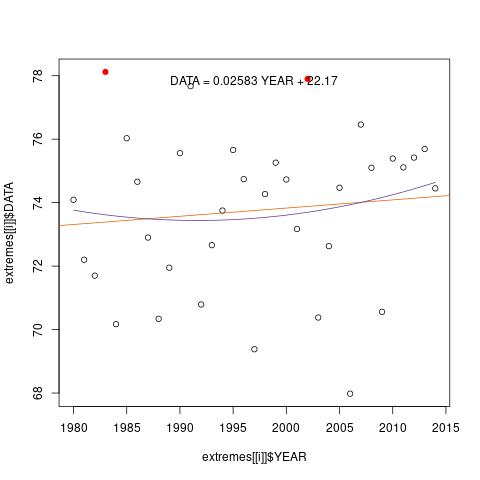 DATA = 0.02583 YEAR + 22.17
78
76
74
72
70
68
extremes[[i]]$DATA
1980 1985 1990 1995 2000 2005 2010 2015
extremes[[i]]$YEAR